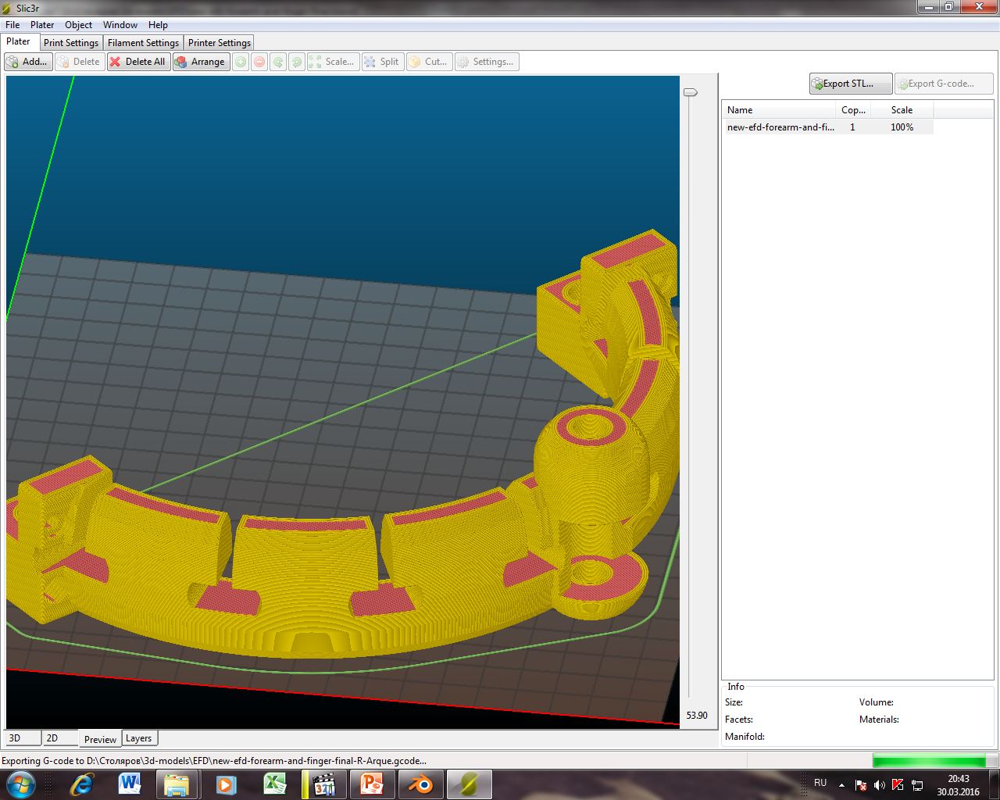 Slic3r
File Plater Object Window Help
Plater Print Settings Filament Settings Printer Settings
Add... Delete Delete All Arrange Scale... Split Cut... Settings...
Export STL... Export G-code...
Name Cop... Scale
new-efd-forearm-and-fi... 1 100%
53.90
Info
Size: Volume:
Facets: Materials:
Manifold:
3D 2D Preview Layers
Exporting G-code to D:\Столяров\3d-models\EFD\new-efd-forearm-and-finger-final-R-Arque.gcode...
RU
20:43
30.03.2016